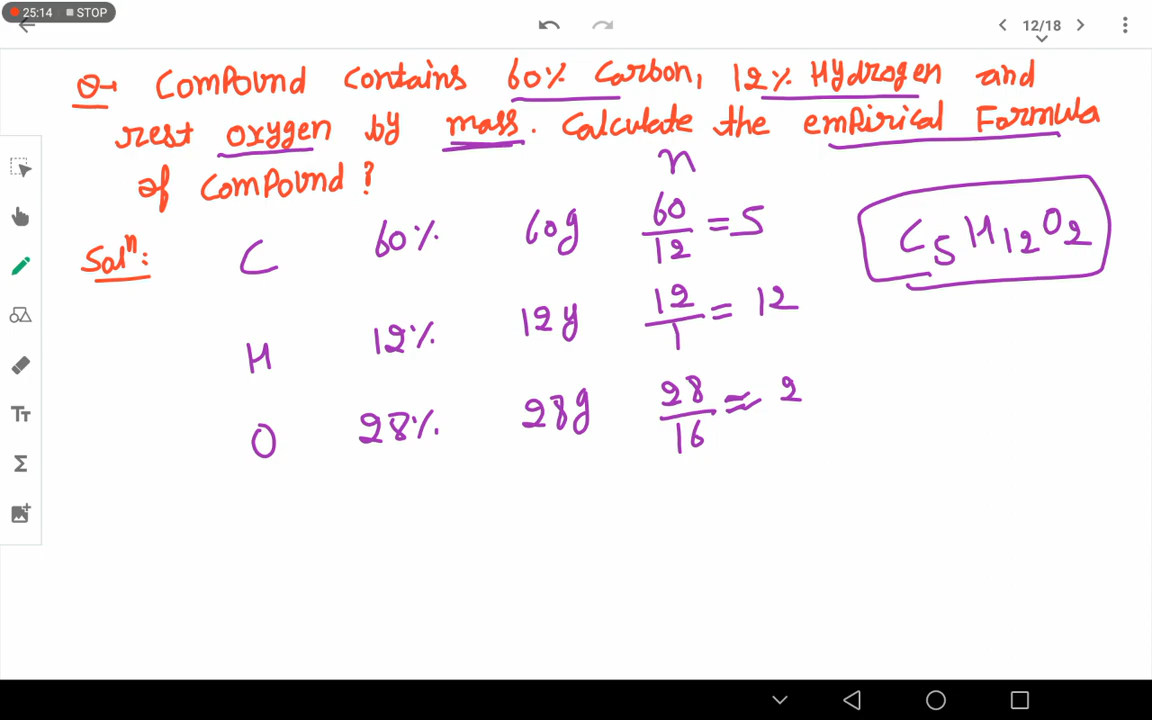 25:14 STOP
12/18
Q→ Compound contains 60% Carbon, 12% Hydrogen and
rest oxygen by mass. Calculate the empirical Formula
of Compound ?
n
Solⁿ: C 60% 60g 60/12 = 5 C₅H₁₂O₂
H 12% 12g 12/1 = 12
O 28% 28g 28/16 ≈ 2
Tт
Σ